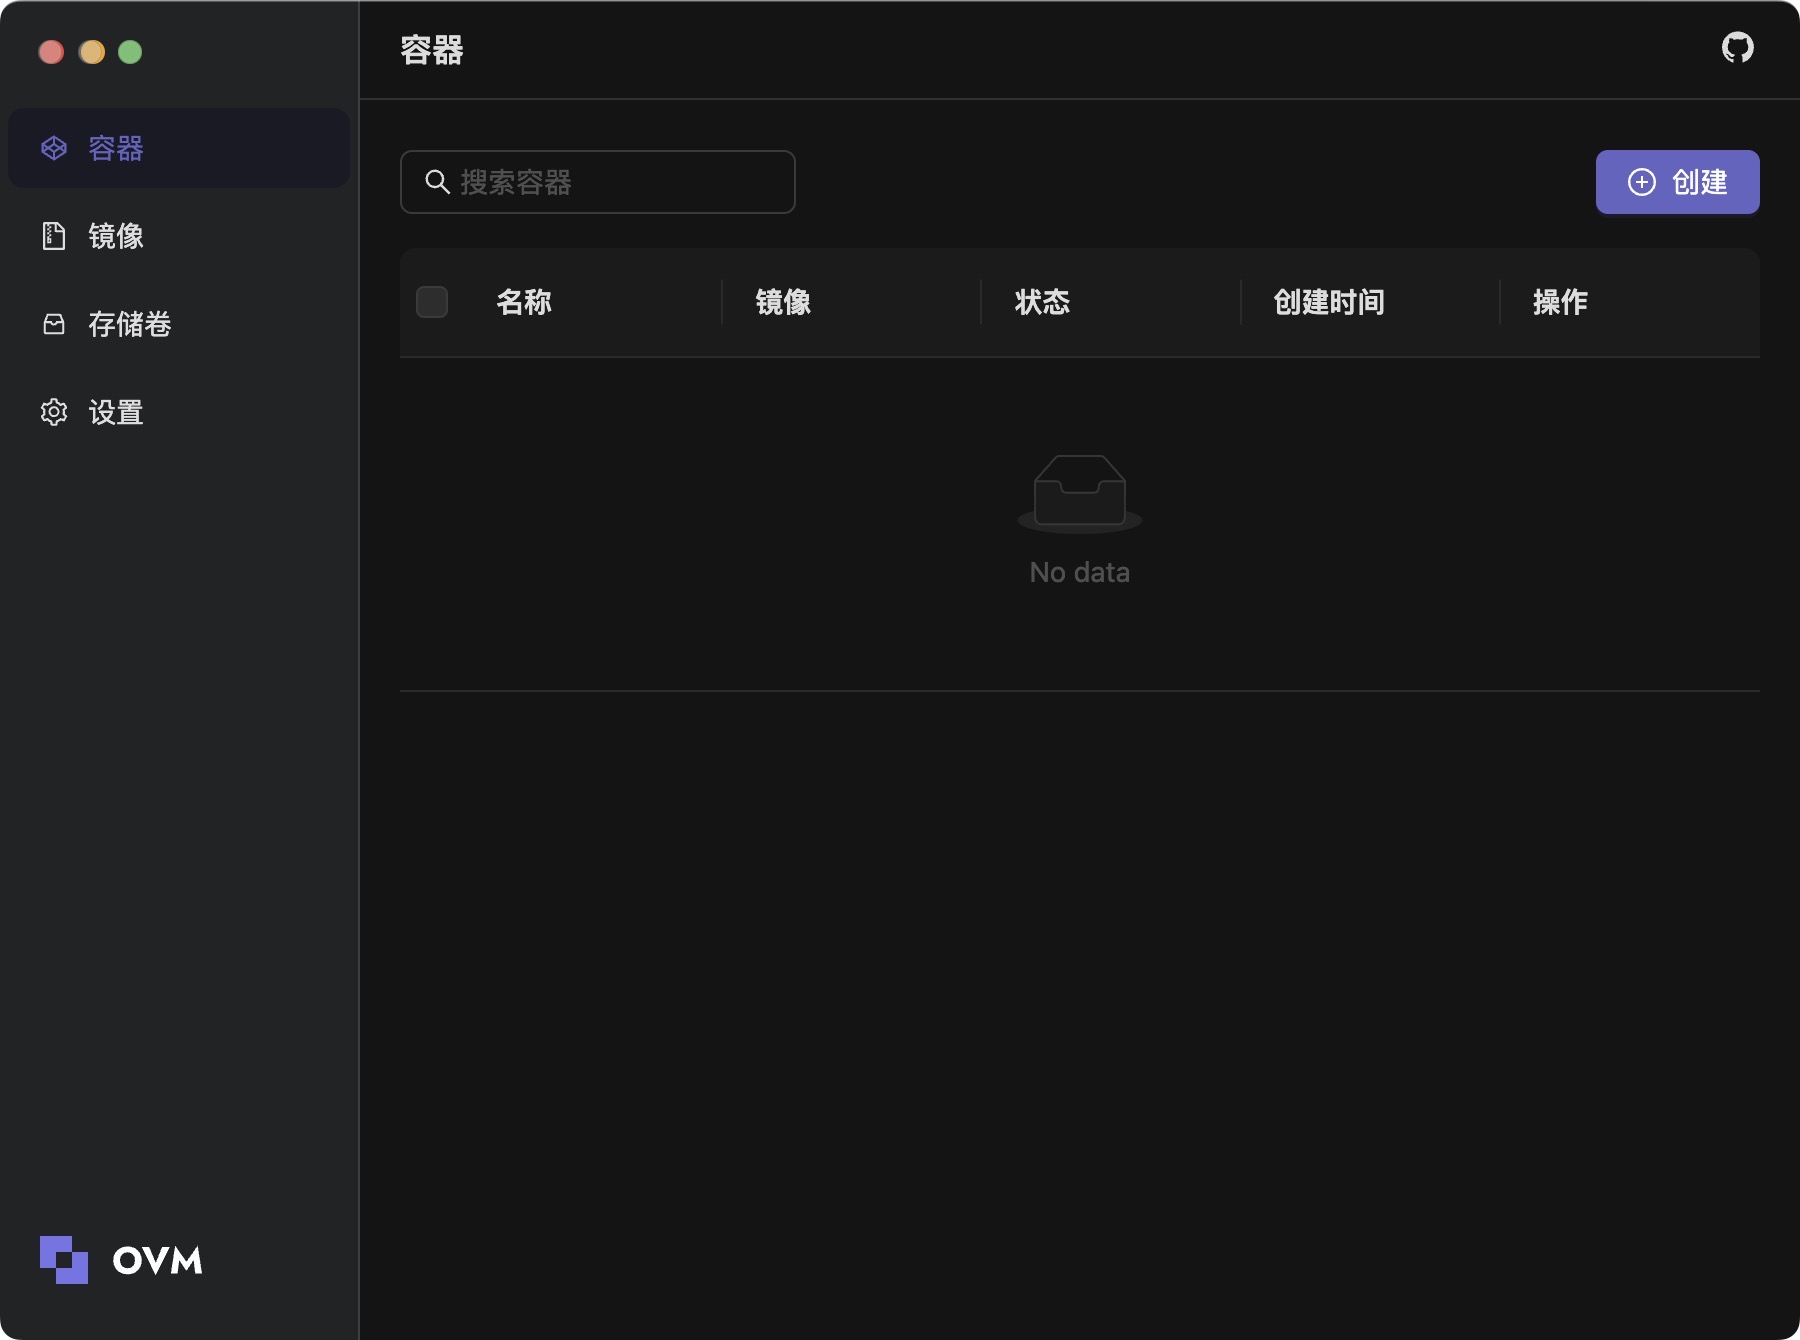 容器
容器
镜像
存储卷
设置
搜索容器
创建
名称
镜像
状态
创建时间
操作
No data
OVM